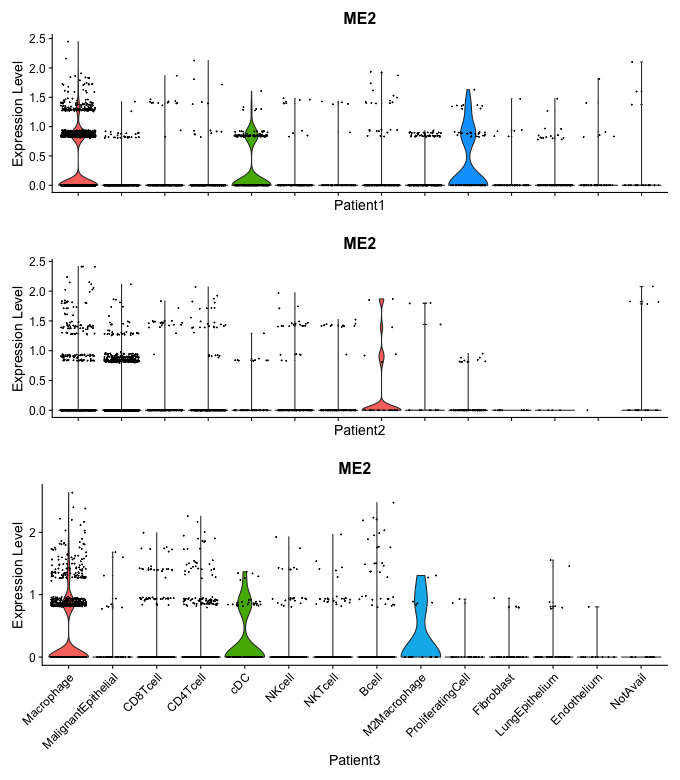 ME2
Expression Level
2.5
2.0
1.5
1.0
0.5
0.0
Patient1
ME2
Expression Level
2.5
2.0
1.5
1.0
0.5
0.0
Patient2
ME2
Expression Level
2
1
0
Macrophage
MalignantEpithelial
CD8Tcell
CD4Tcell
cDC
NKcell
NKTcell
Bcell
M2Macrophage
ProliferatingCell
Fibroblast
LungEpithelium
Endothelium
NotAvail
Patient3